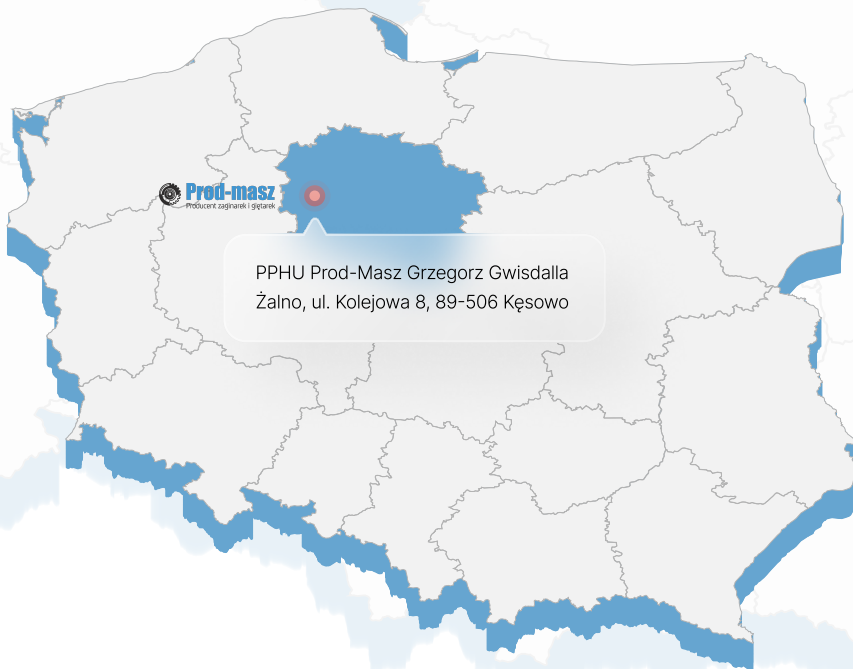 Prod-masz
Producent zaginarek i giętarek
PPHU Prod-Masz Grzegorz Gwisdalla
Żalno, ul. Kolejowa 8, 89-506 Kęsowo